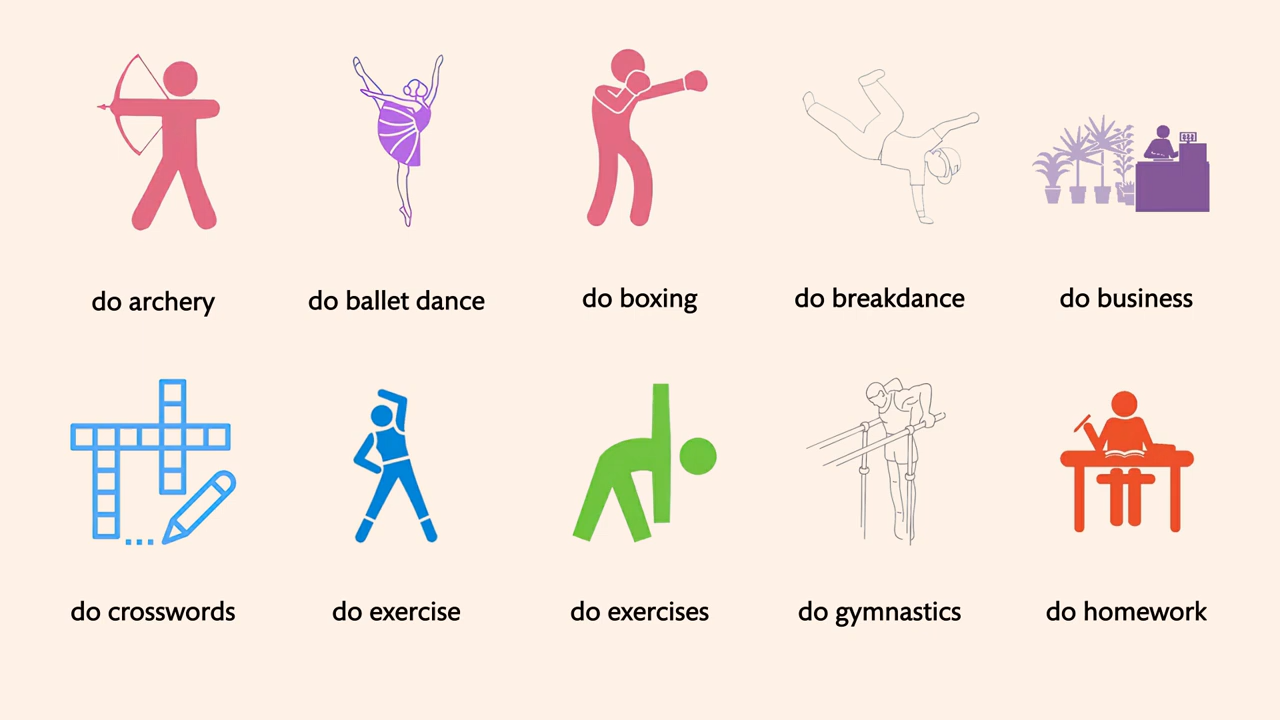 do archery
do ballet dance
do boxing
do breakdance
do business
do crosswords
do exercise
do exercises
do gymnastics
do homework